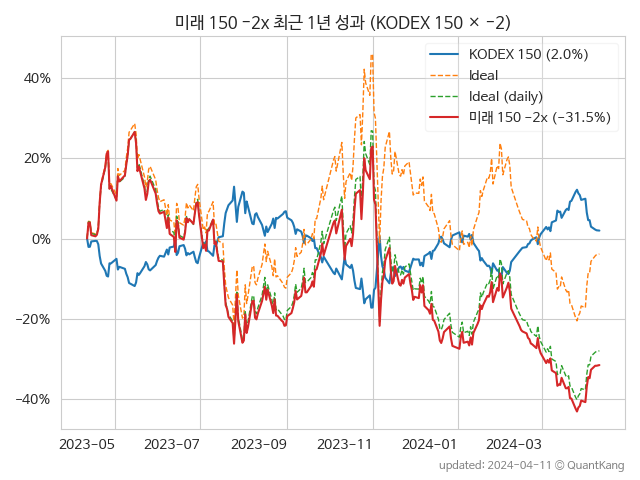 미래 150 −2x 최근 1년 성과 (KODEX 150 × −2)
KODEX 150 (2.0%)
Ideal
Ideal (daily)
미래 150 −2x (−31.5%)
40%
20%
0%
−20%
−40%
2023-05 2023-07 2023-09 2023-11 2024-01 2024-03
updated: 2024-04-11 © QuantKang